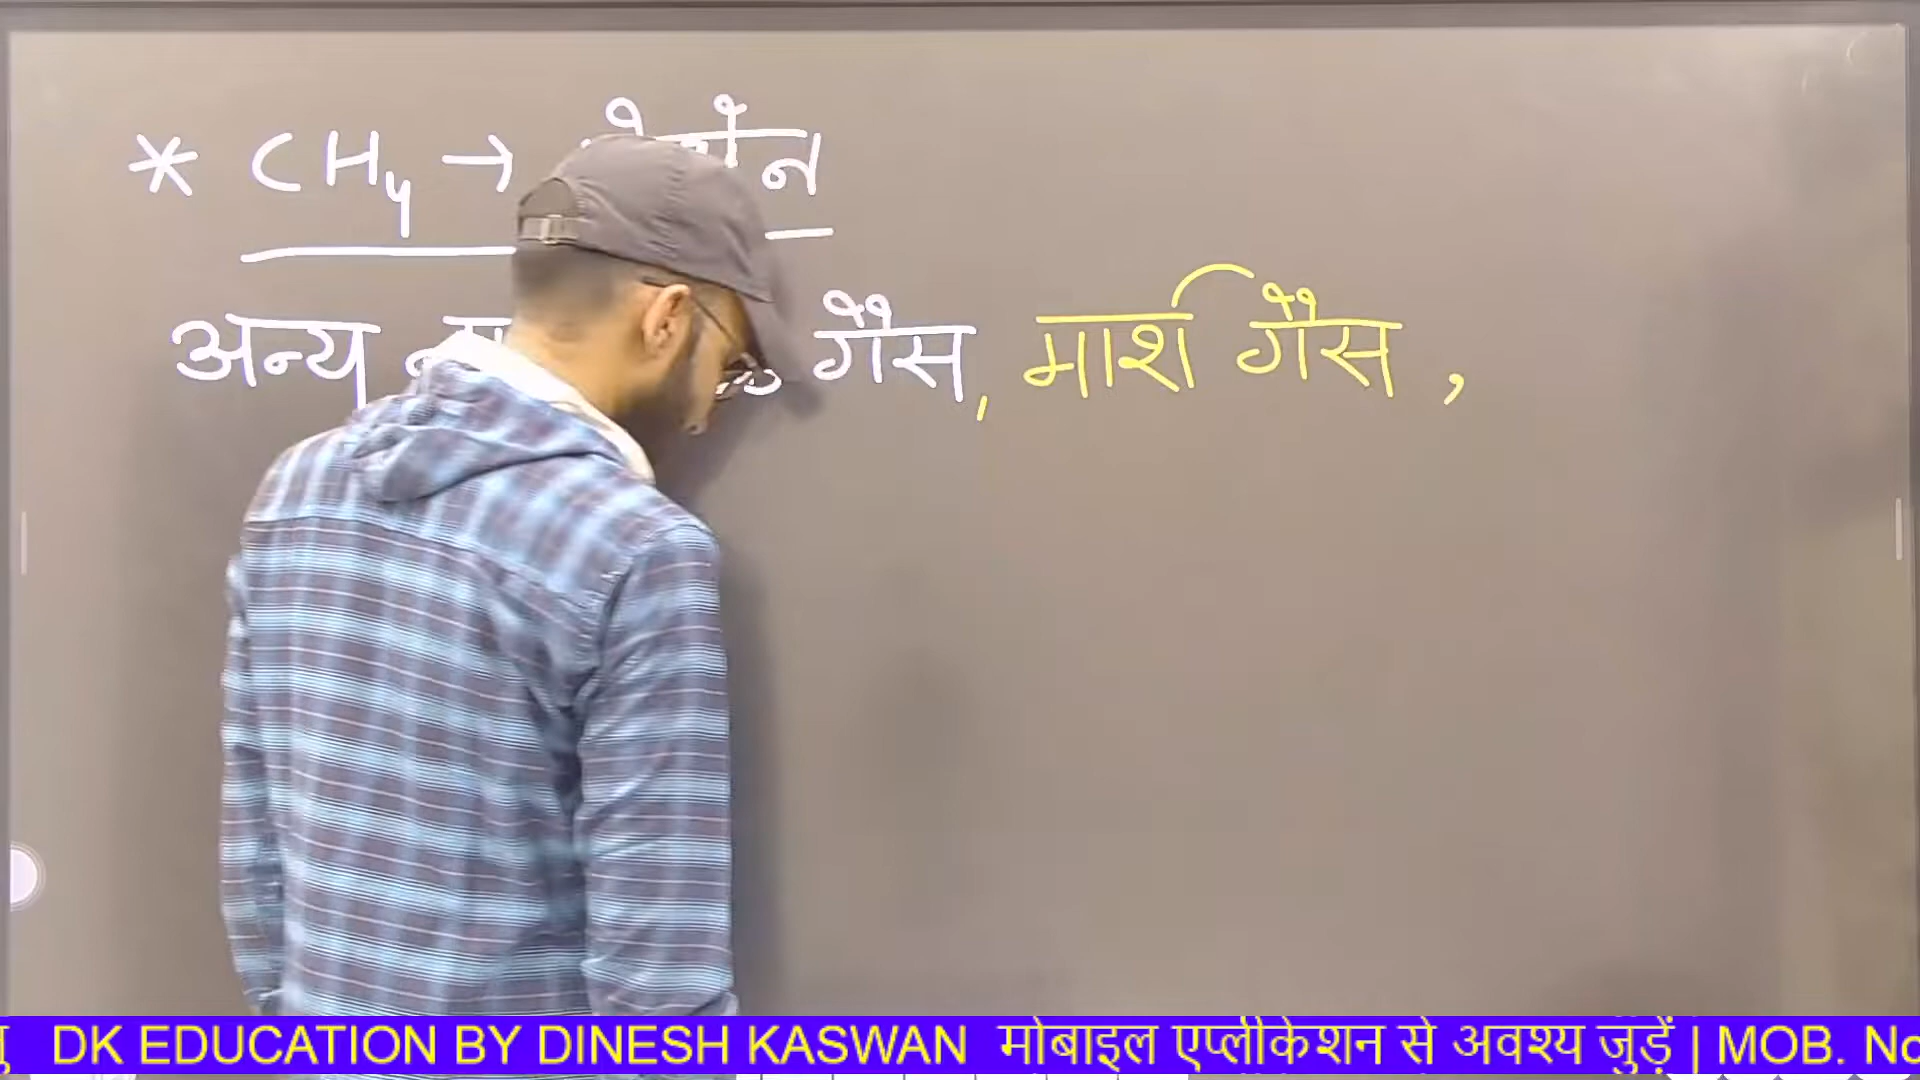 * CH4 →
अन्य गैस, मार्श गैस ,
DK EDUCATION BY DINESH KASWAN मोबाइल एप्लीकेशन से अवश्य जुड़ें | MOB. No